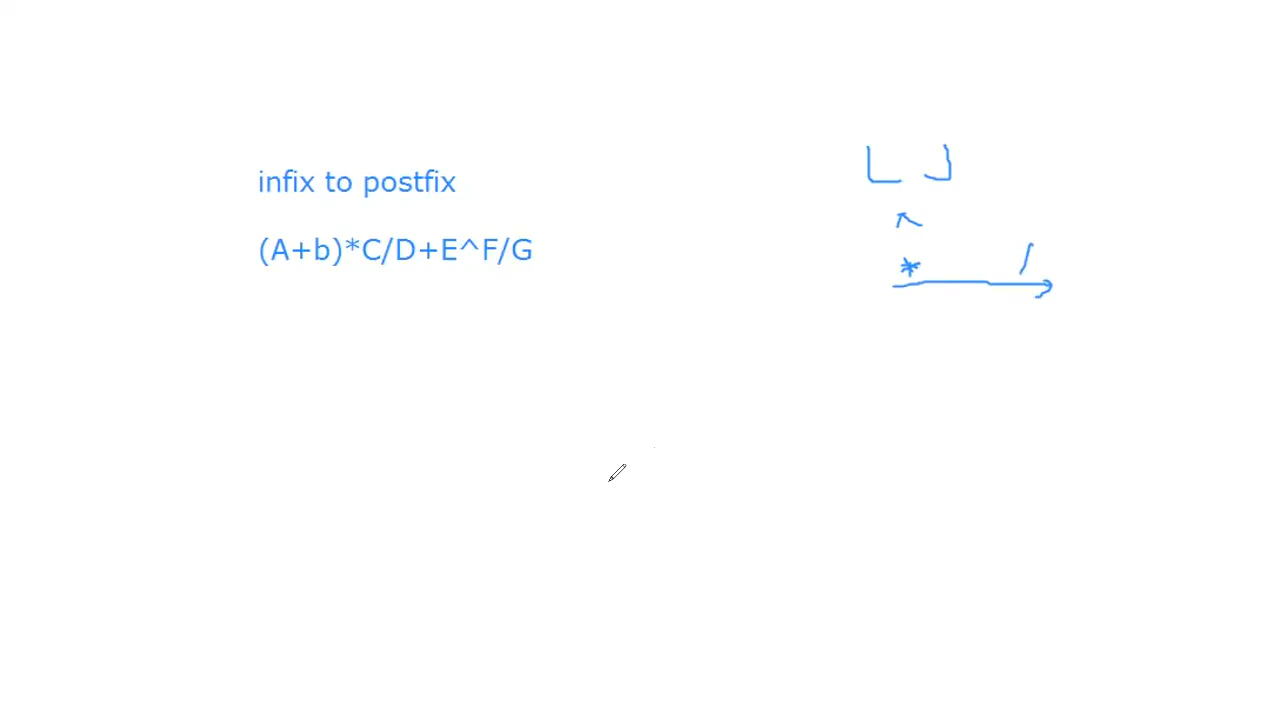 infix to postfix
(A+b)*C/D+E^F/G
* /